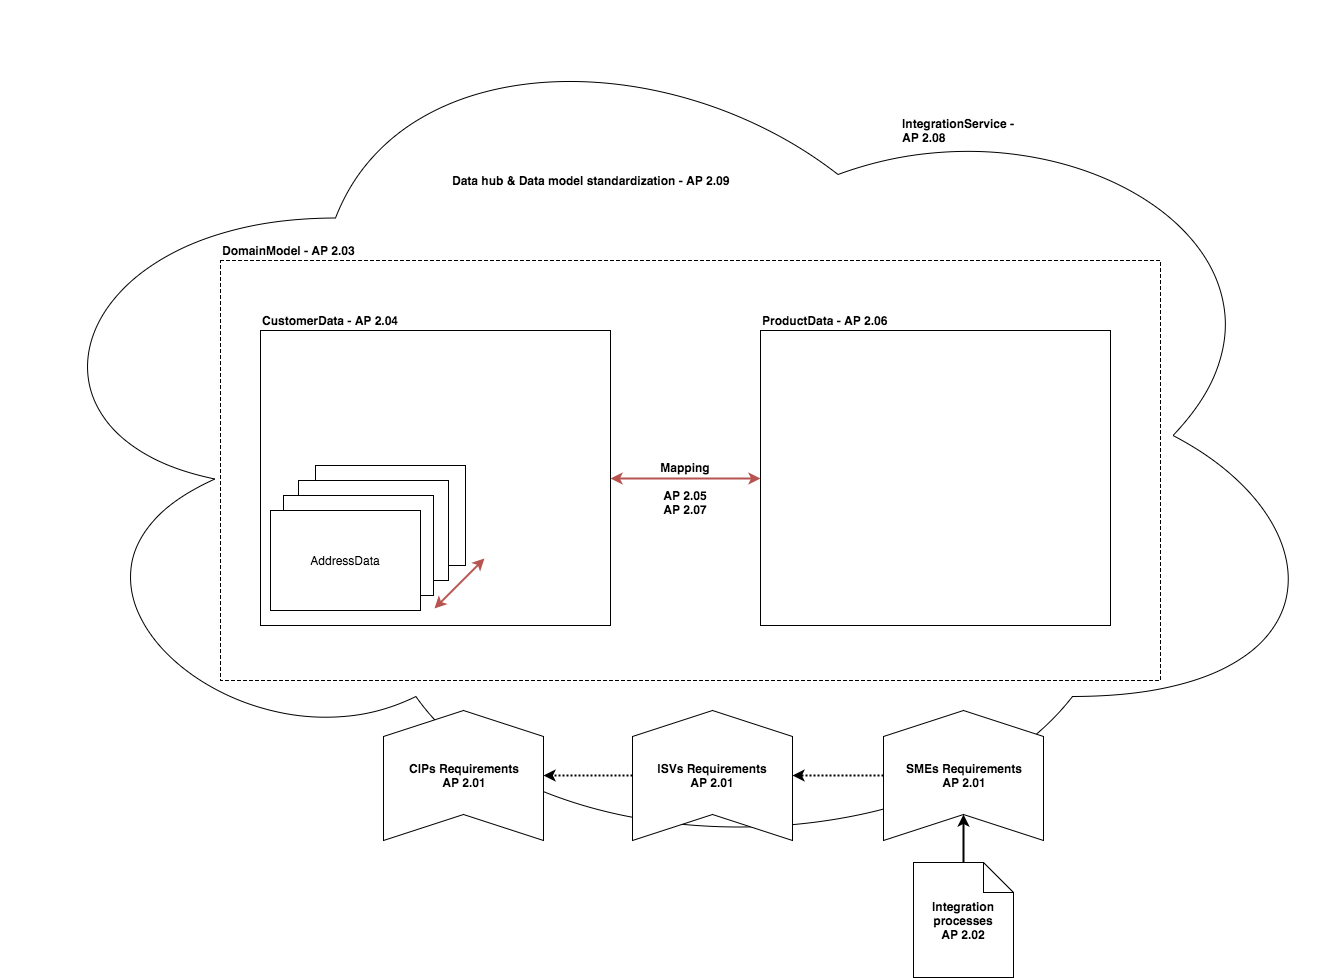 IntegrationService -
AP 2.08
Data hub & Data model standardization - AP 2.09
DomainModel - AP 2.03
CustomerData - AP 2.04
ProductData - AP 2.06
Mapping
AP 2.05
AP 2.07
AddressData
CIPs Requirements
AP 2.01
ISVs Requirements
AP 2.01
SMEs Requirements
AP 2.01
Integration
processes
AP 2.02